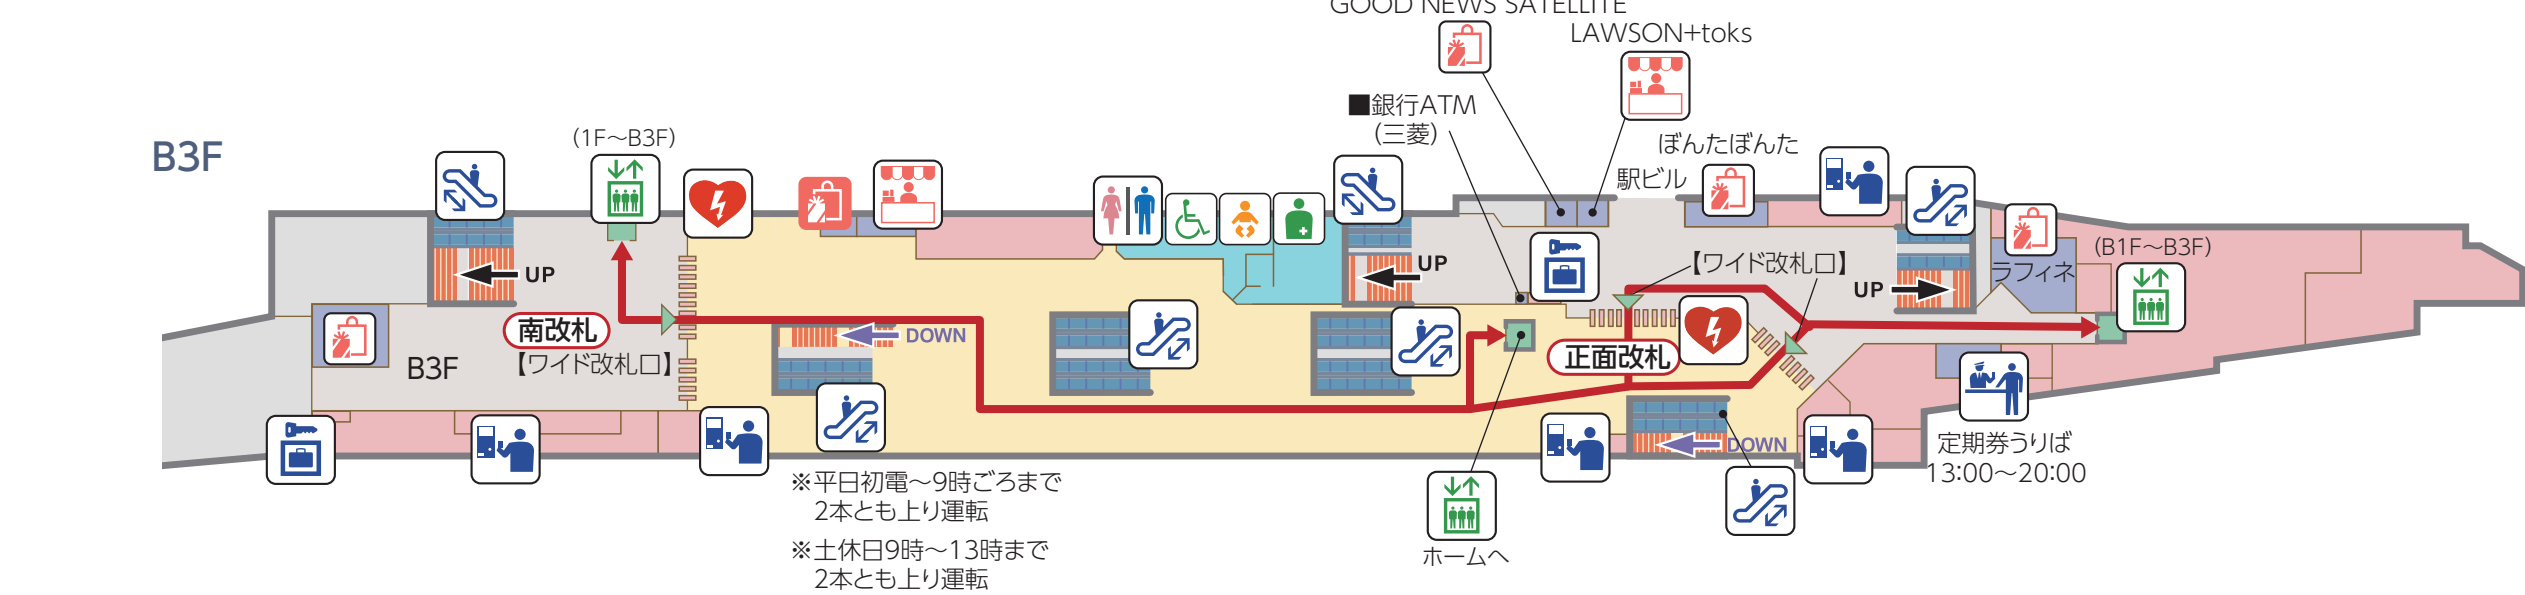 GOOD NEWS SATELLITE
LAWSON+toks
■銀行ATM
(三菱)
ぽんたぽんた
駅ビル
B3F
(1F〜B3F)
UP
UP
【ワイド改札口】
UP
ラフィネ
(B1F〜B3F)
南改札
【ワイド改札口】
B3F
DOWN
正面改札
DOWN
定期券うりば
13:00〜20:00
※平日初電〜9時ごろまで
2本とも上り運転
※土休日9時〜13時まで
2本とも上り運転
ホームへ